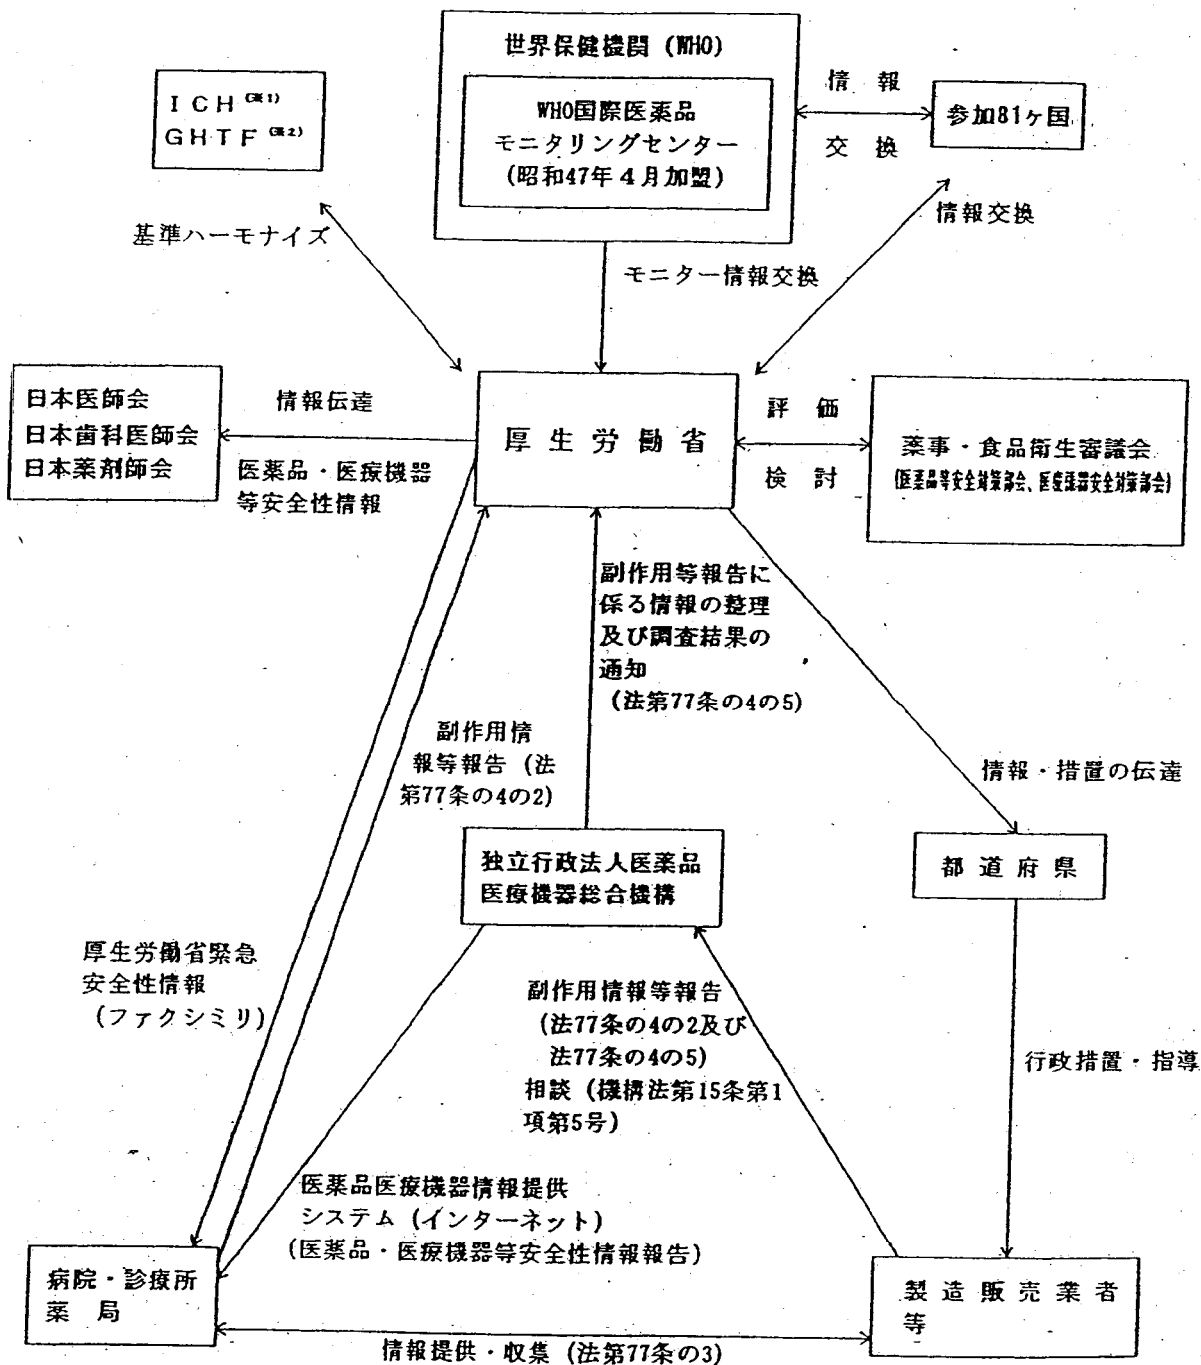 世界保健機関 (WHO)
WHO国際医薬品
モニタリングセンター
(昭和47年4月加盟)
ICH(注1)
GHTF(注2)
情報
交換
参加81ヶ国
基準ハーモナイズ
モニター情報交換
情報交換
日本医師会
日本歯科医師会
日本薬剤師会
情報伝達
医薬品・医療機器
等安全性情報
厚生労働省
評価
検討
薬事・食品衛生審議会
(医薬品等安全対策部会、医療機器安全対策部会)
副作用等報告に
係る情報の整理
及び調査結果の
通知
(法第77条の4の5)
副作用情
報等報告 (法
第77条の4の2)
情報・措置の伝達
独立行政法人医薬品
医療機器総合機構
都道府県
厚生労働省緊急
安全性情報
(ファクシミリ)
副作用情報等報告
(法77条の4の2及び
法77条の4の5)
相談 (機構法第15条第1
項第5号)
行政措置・指導
医薬品医療機器情報提供
システム (インターネット)
(医薬品・医療機器等安全性情報報告)
病院・診療所
薬局
製造販売業者
等
情報提供・収集 (法第77条の3)